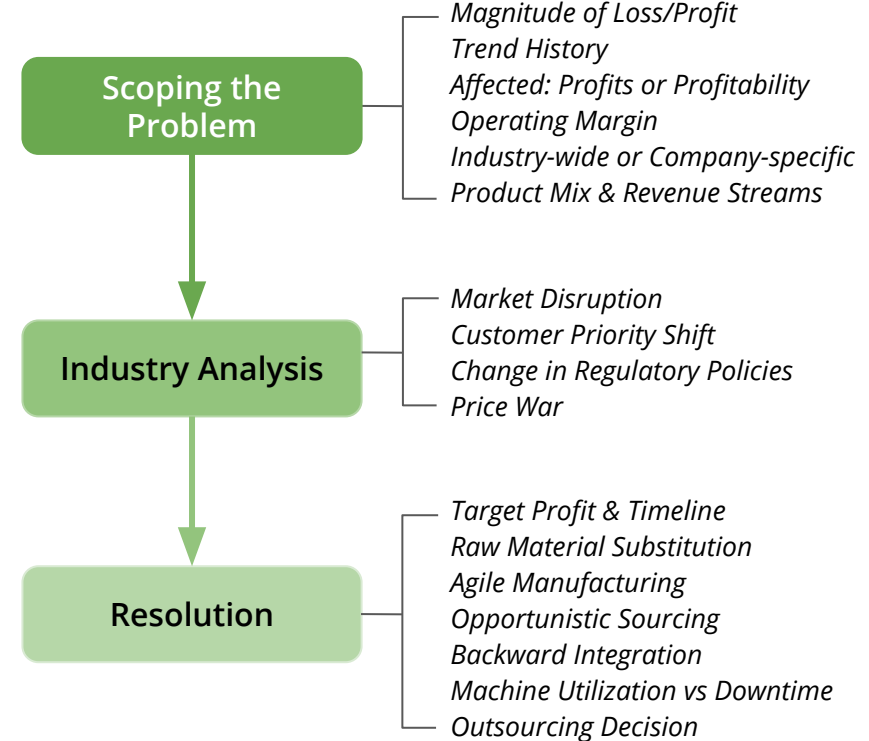 Scoping the
Problem
Magnitude of Loss/Profit
Trend History
Affected: Profits or Profitability
Operating Margin
Industry-wide or Company-specific
Product Mix & Revenue Streams
Industry Analysis
Market Disruption
Customer Priority Shift
Change in Regulatory Policies
Price War
Resolution
Target Profit & Timeline
Raw Material Substitution
Agile Manufacturing
Opportunistic Sourcing
Backward Integration
Machine Utilization vs Downtime
Outsourcing Decision